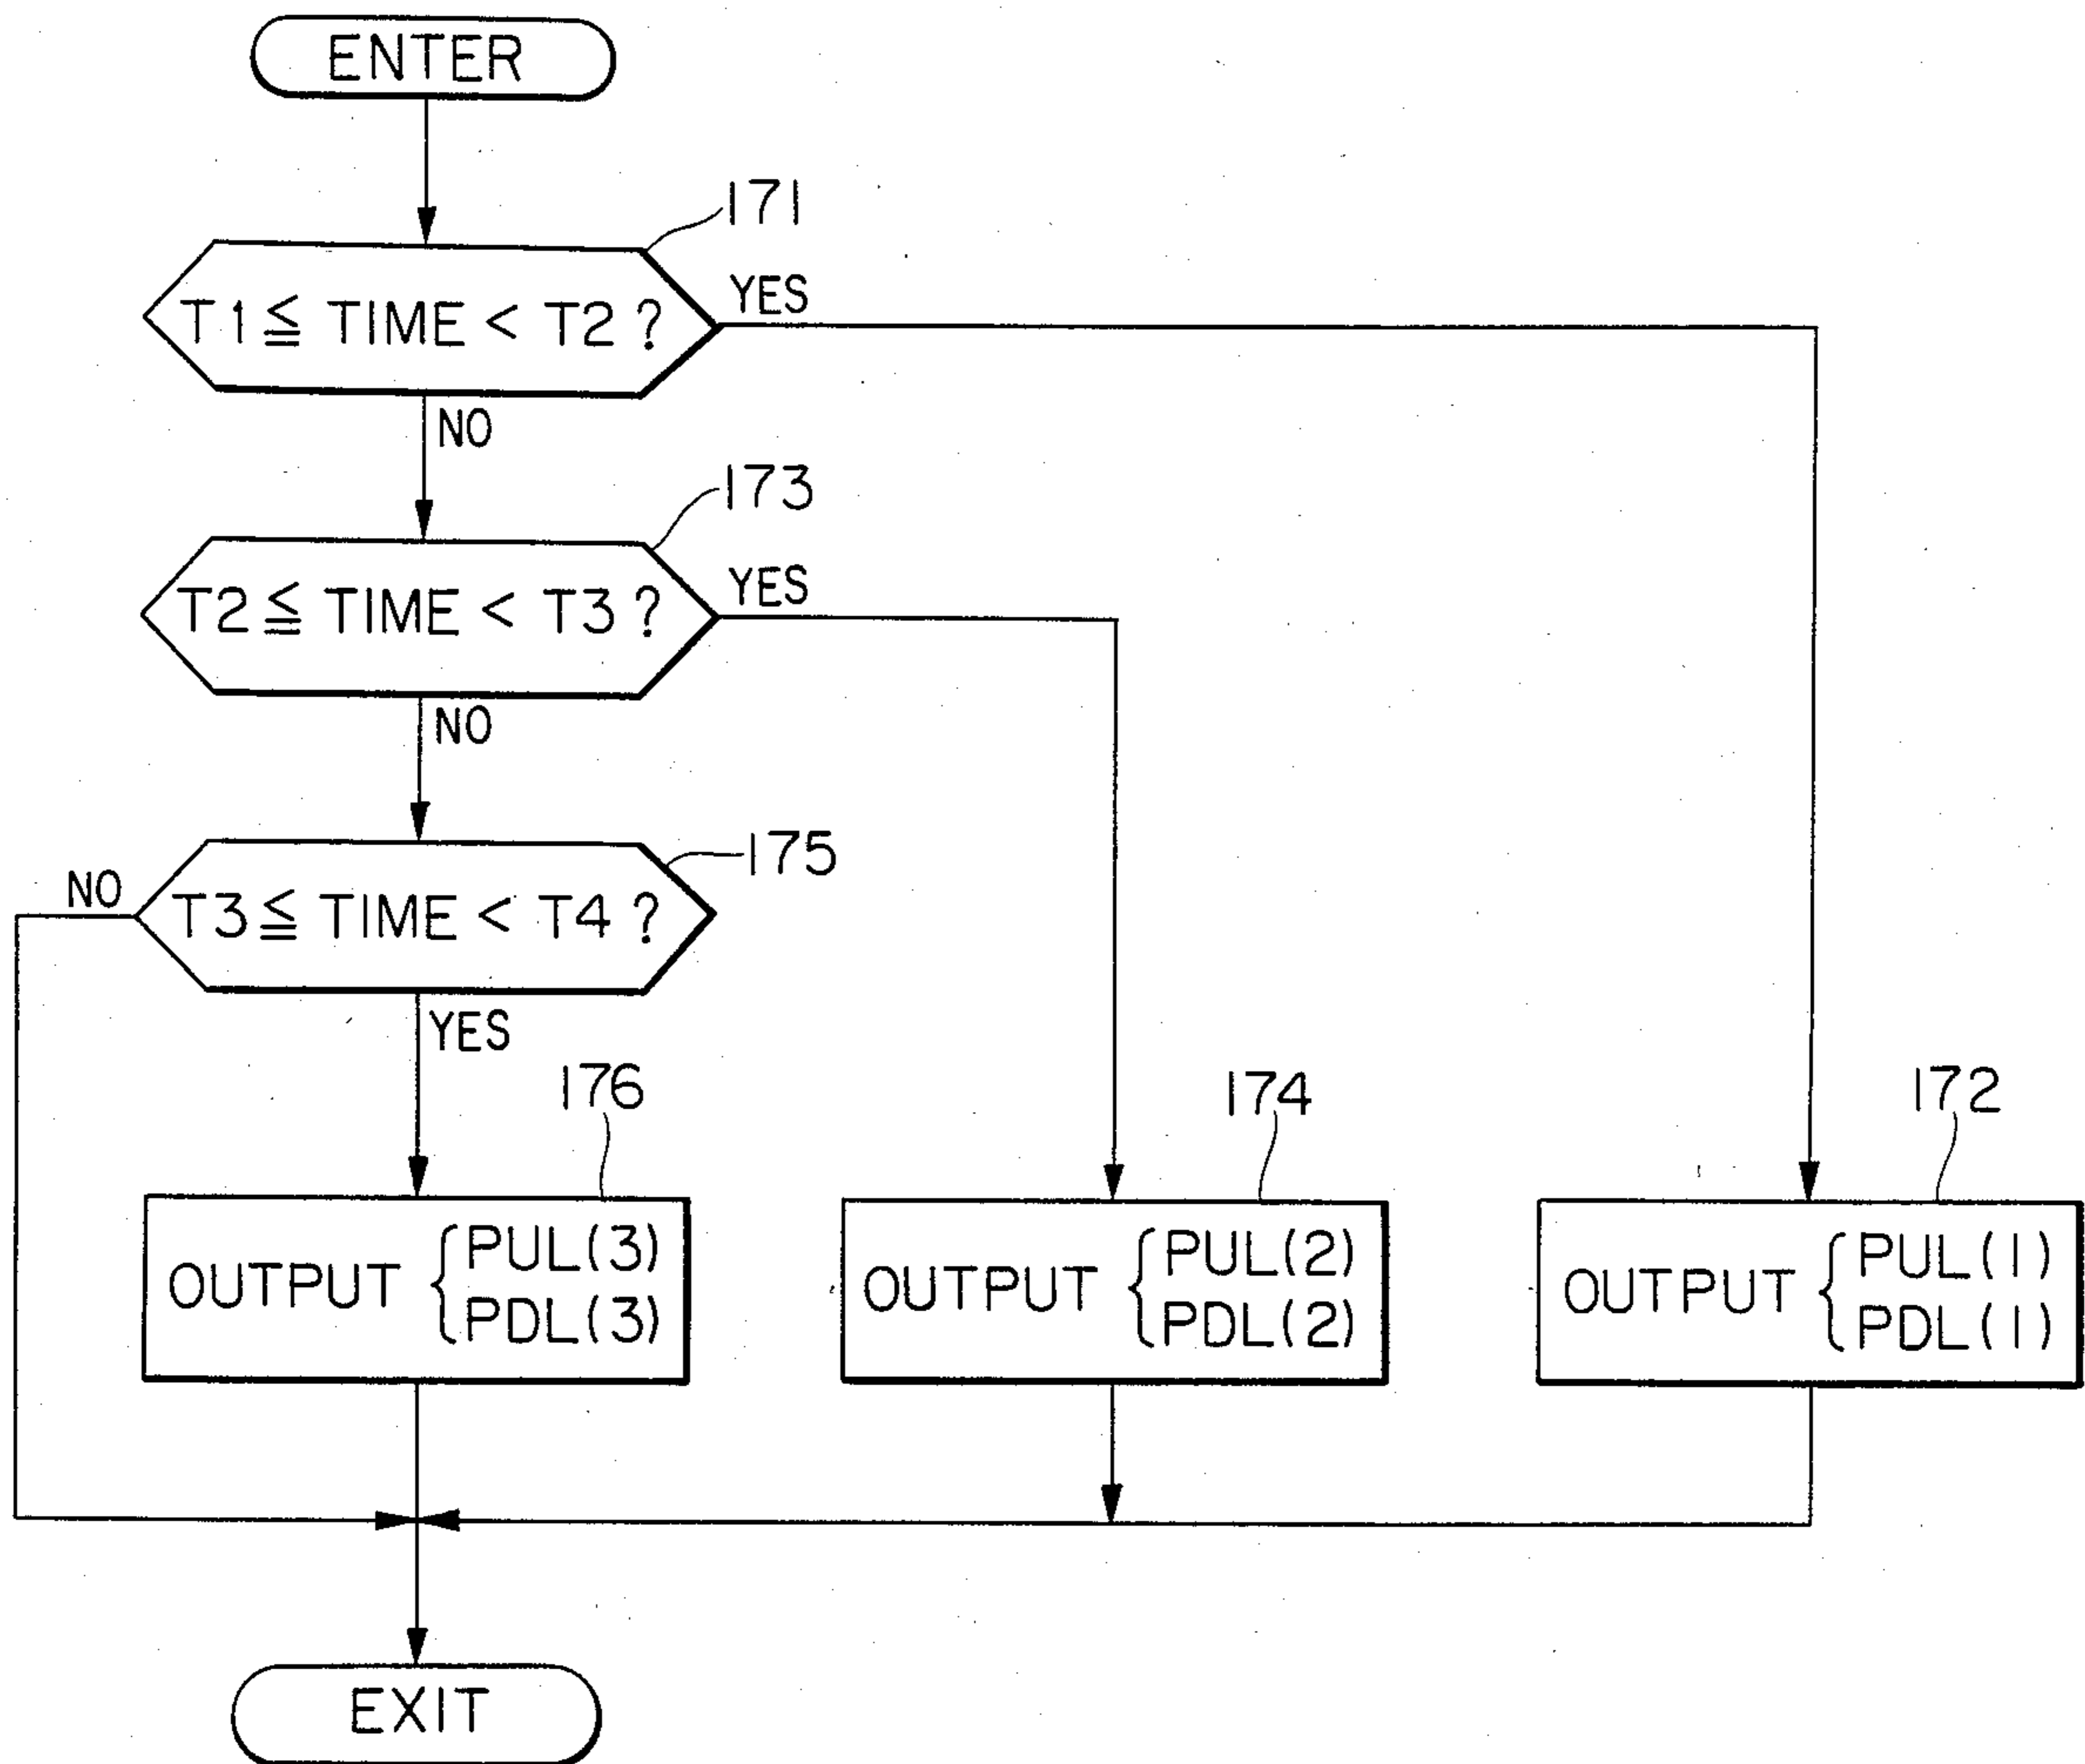 ENTER
171
T1 ≦ TIME < T2 ?
YES
NO
173
T2 ≦ TIME < T3 ?
YES
NO
175
NO
T3 ≦ TIME < T4 ?
YES
176
174
172
OUTPUT { PUL(3)
PDL(3)
OUTPUT { PUL(2)
PDL(2)
OUTPUT { PUL(1)
PDL(1)
EXIT